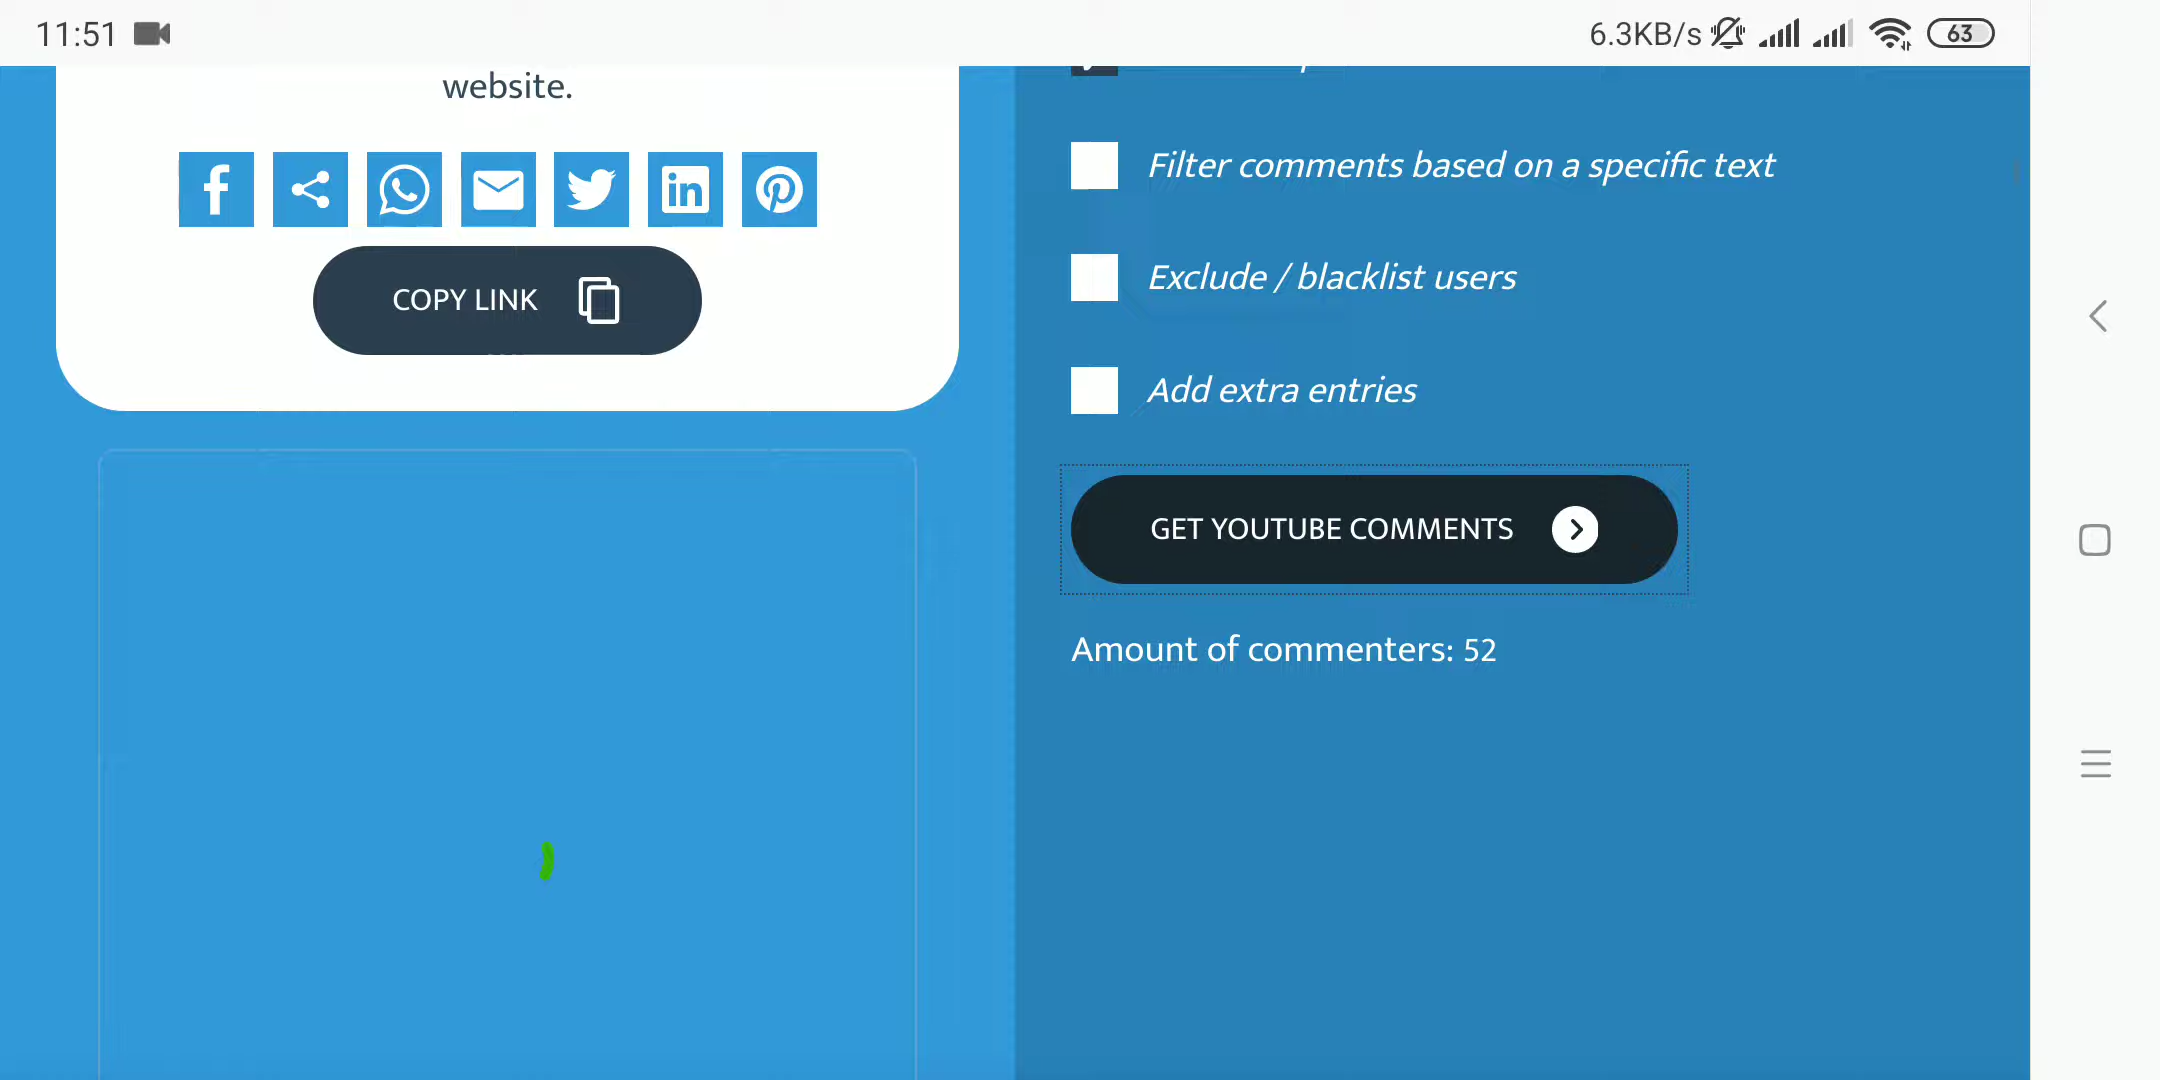 11:51
6.3KB/s
63
website.
COPY LINK
Filter comments based on a specific text
Exclude / blacklist users
Add extra entries
GET YOUTUBE COMMENTS
Amount of commenters: 52